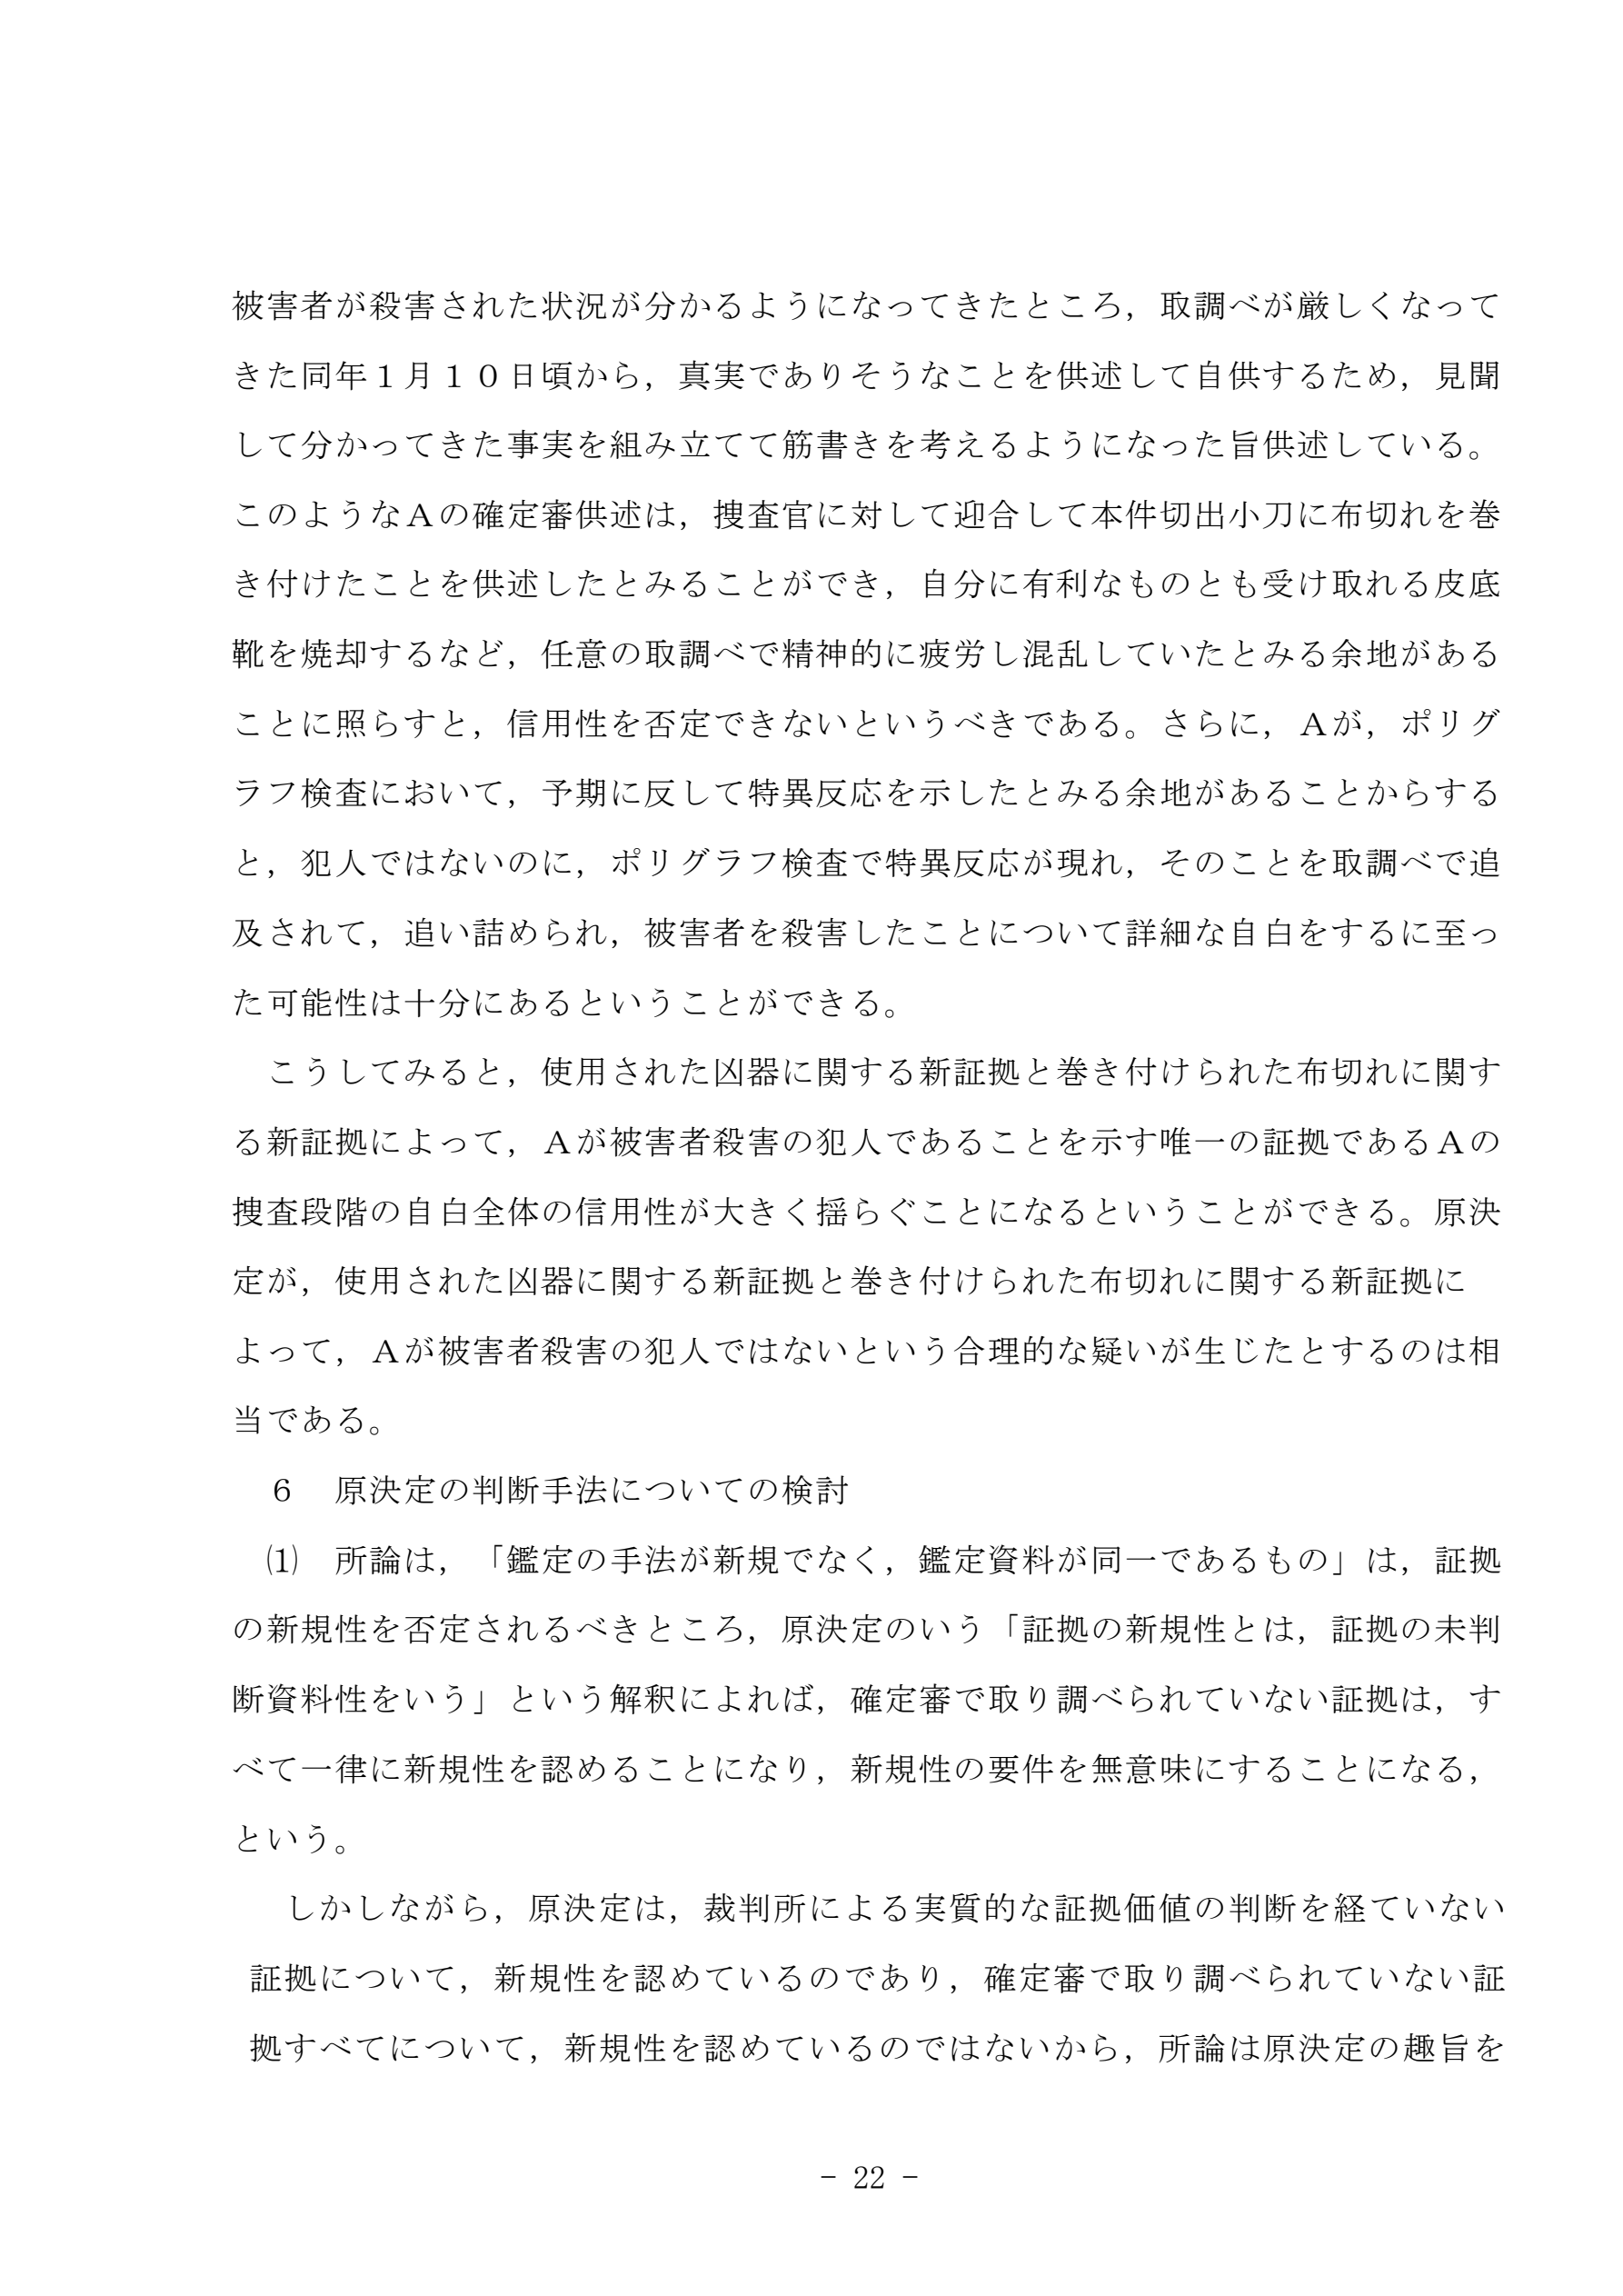 被害者が殺害された状況が分かるようになってきたところ，取調べが厳しくなって
きた同年１月１０日頃から，真実でありそうなことを供述して自供するため，見聞
して分かってきた事実を組み立てて筋書きを考えるようになった旨供述している。
このようなＡの確定審供述は，捜査官に対して迎合して本件切出小刀に布切れを巻
き付けたことを供述したとみることができ，自分に有利なものとも受け取れる皮底
靴を焼却するなど，任意の取調べで精神的に疲労し混乱していたとみる余地がある
ことに照らすと，信用性を否定できないというべきである。さらに，Ａが，ポリグ
ラフ検査において，予期に反して特異反応を示したとみる余地があることからする
と，犯人ではないのに，ポリグラフ検査で特異反応が現れ，そのことを取調べで追
及されて，追い詰められ，被害者を殺害したことについて詳細な自白をするに至っ
た可能性は十分にあるということができる。
こうしてみると，使用された凶器に関する新証拠と巻き付けられた布切れに関す
る新証拠によって，Ａが被害者殺害の犯人であることを示す唯一の証拠であるＡの
捜査段階の自白全体の信用性が大きく揺らぐことになるということができる。原決
定が，使用された凶器に関する新証拠と巻き付けられた布切れに関する新証拠に
よって，Ａが被害者殺害の犯人ではないという合理的な疑いが生じたとするのは相
当である。
６　原決定の判断手法についての検討
⑴　所論は，「鑑定の手法が新規でなく，鑑定資料が同一であるもの」は，証拠
の新規性を否定されるべきところ，原決定のいう「証拠の新規性とは，証拠の未判
断資料性をいう」という解釈によれば，確定審で取り調べられていない証拠は，す
べて一律に新規性を認めることになり，新規性の要件を無意味にすることになる，
という。
しかしながら，原決定は，裁判所による実質的な証拠価値の判断を経ていない
証拠について，新規性を認めているのであり，確定審で取り調べられていない証
拠すべてについて，新規性を認めているのではないから，所論は原決定の趣旨を
- 22 -